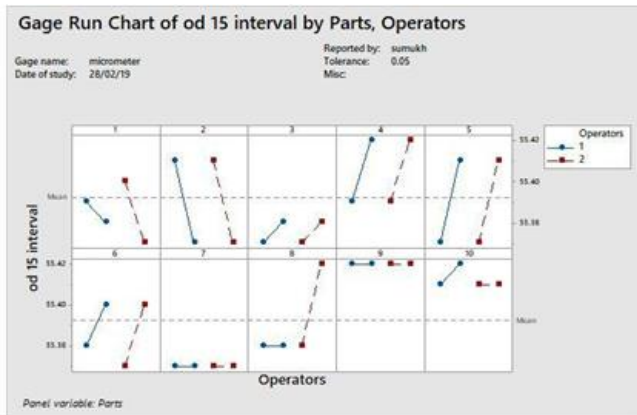 Gage Run Chart of od 15 interval by Parts, Operators
Reported by: sumukh
Gage name: micrometer
Tolerance: 0.05
Date of study: 28/02/19
Misc:
1 2 3 4 5
Operators
1
2
55.42
55.40
55.38
Mean
6 7 8 9 10
55.42
55.40
55.38
Mean
od 15 interval
Operators
Panel variable: Parts